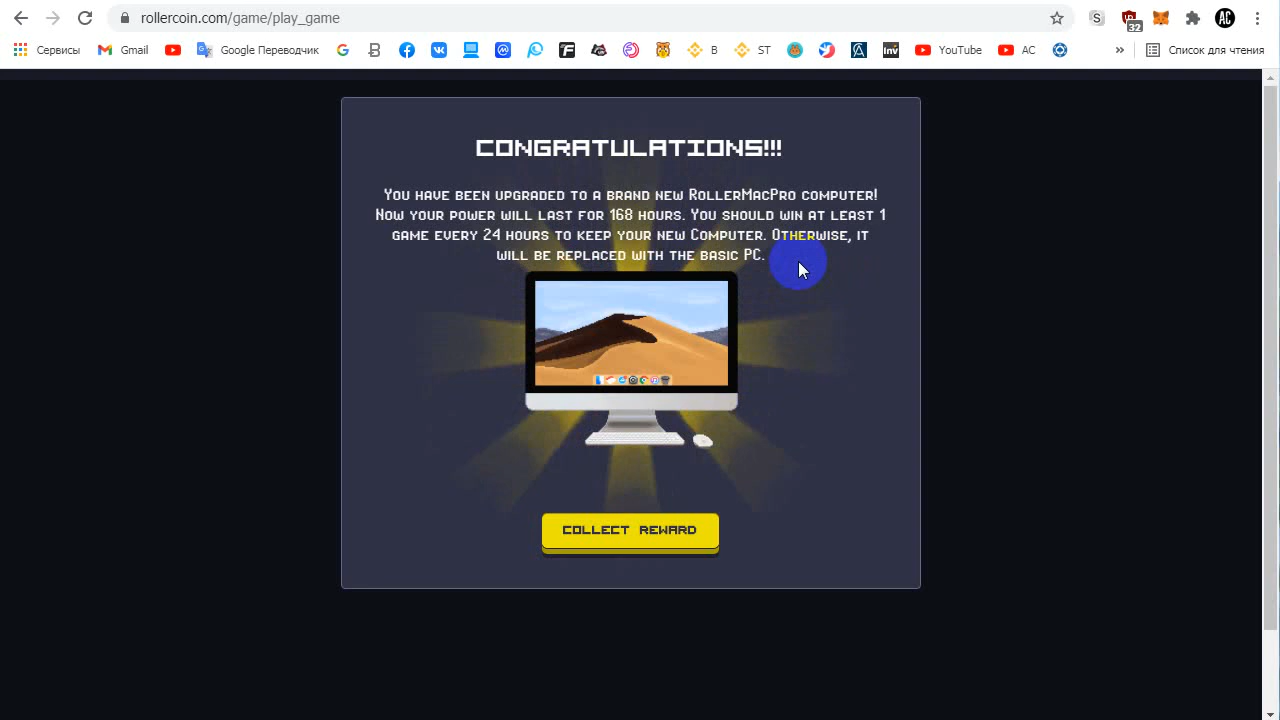 rollercoin.com/game/play_game
32
AC
Сервисы
Gmail
Google Переводчик
B
ST
Inv
YouTube
AC
»
Список для чтения
CONGRATULATIONS!!!
You have been upgraded to a brand new RollerMacPro computer!
Now your power will last for 168 hours. You should win at least 1
game every 24 hours to keep your new Computer. Otherwise, it
will be replaced with the basic PC.
COLLECT REWARD